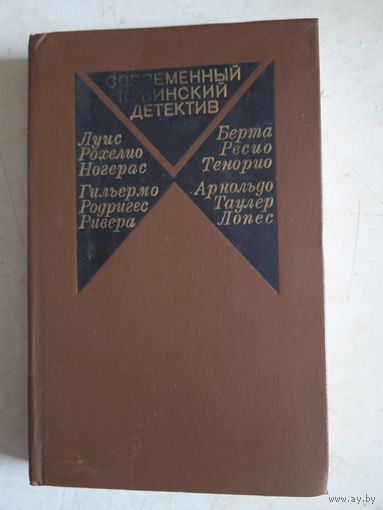 СОВРЕМЕННЫЙ
КУБИНСКИЙ
ДЕТЕКТИВ
Луис
Рохелио
Ногерас
Гильермо
Родригес
Ривера
Берта
Ресио
Тенорио
Арнольдо
Таулер
Лопес
www.ay.by